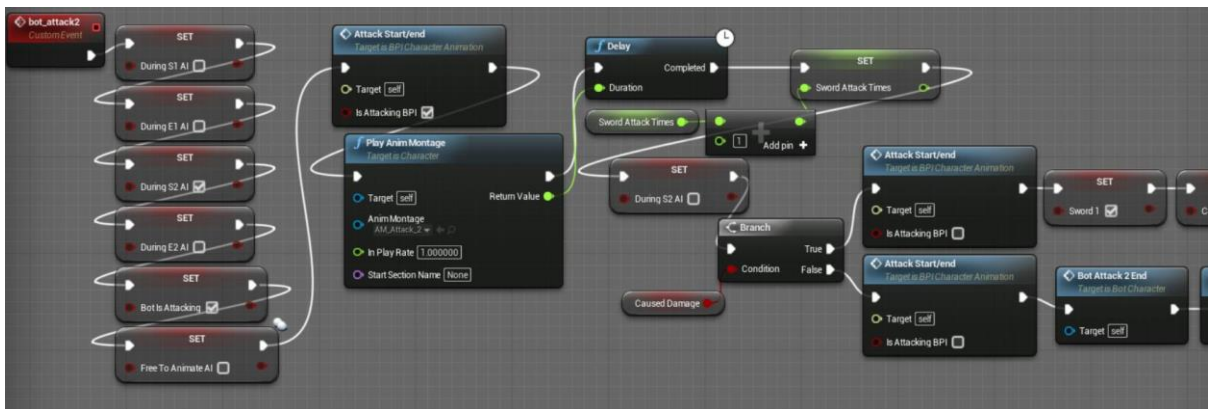 bot_attack2
Custom Event
SET
During S1 AI
SET
During E1 AI
SET
During S2 AI
SET
During E2 AI
SET
Bot Is Attacking
SET
Free To Animate AI
Attack Start/end
Target is BPI Character Animation
Target self
Is Attacking BPI
Play Anim Montage
Target is Character
Target self
Return Value
Anim Montage
AM_Attack_2
In Play Rate 1.000000
Start Section Name None
Delay
Completed
Duration
Sword Attack Times
1
Add pin +
SET
Sword Attack Times
SET
During S2 AI
Branch
True
Condition False
Caused Damage
Attack Start/end
Target is BPI Character Animation
Target self
Is Attacking BPI
SET
Sword 1
C
Attack Start/end
Target is BPI Character Animation
Target self
Is Attacking BPI
Bot Attack 2 End
Target is Bot Character
Target self